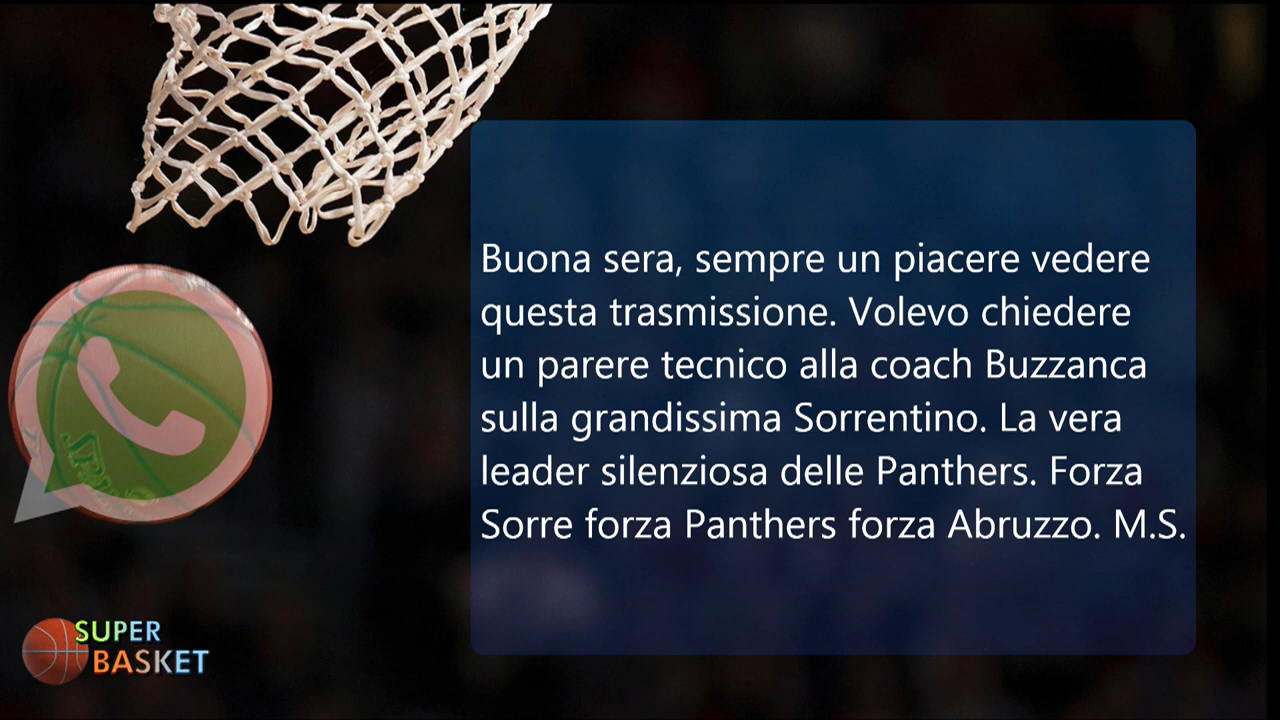 Buona sera, sempre un piacere vedere
questa trasmissione. Volevo chiedere
un parere tecnico alla coach Buzzanca
sulla grandissima Sorrentino. La vera
leader silenziosa delle Panthers. Forza
Sorre forza Panthers forza Abruzzo. M.S.
SUPER
BASKET